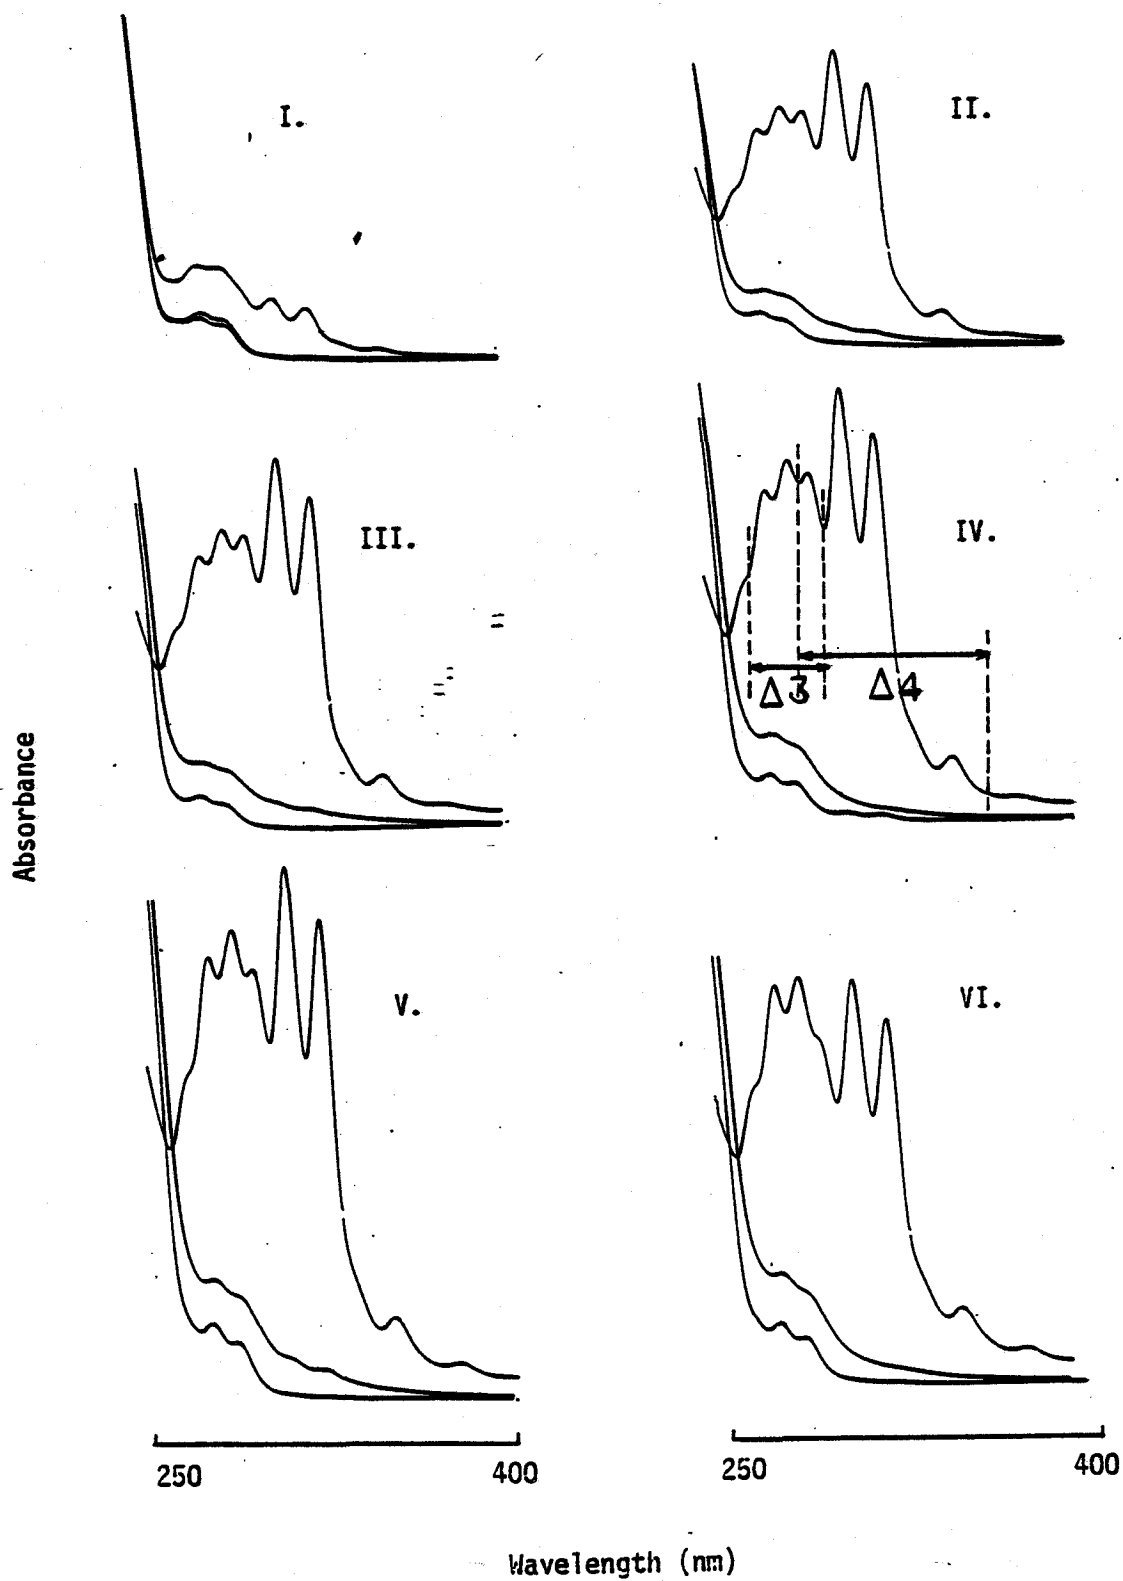 I.
II.
III.
IV.
Δ3
Δ4
Absorbance
V.
VI.
250 400
250 400
Wavelength (nm)